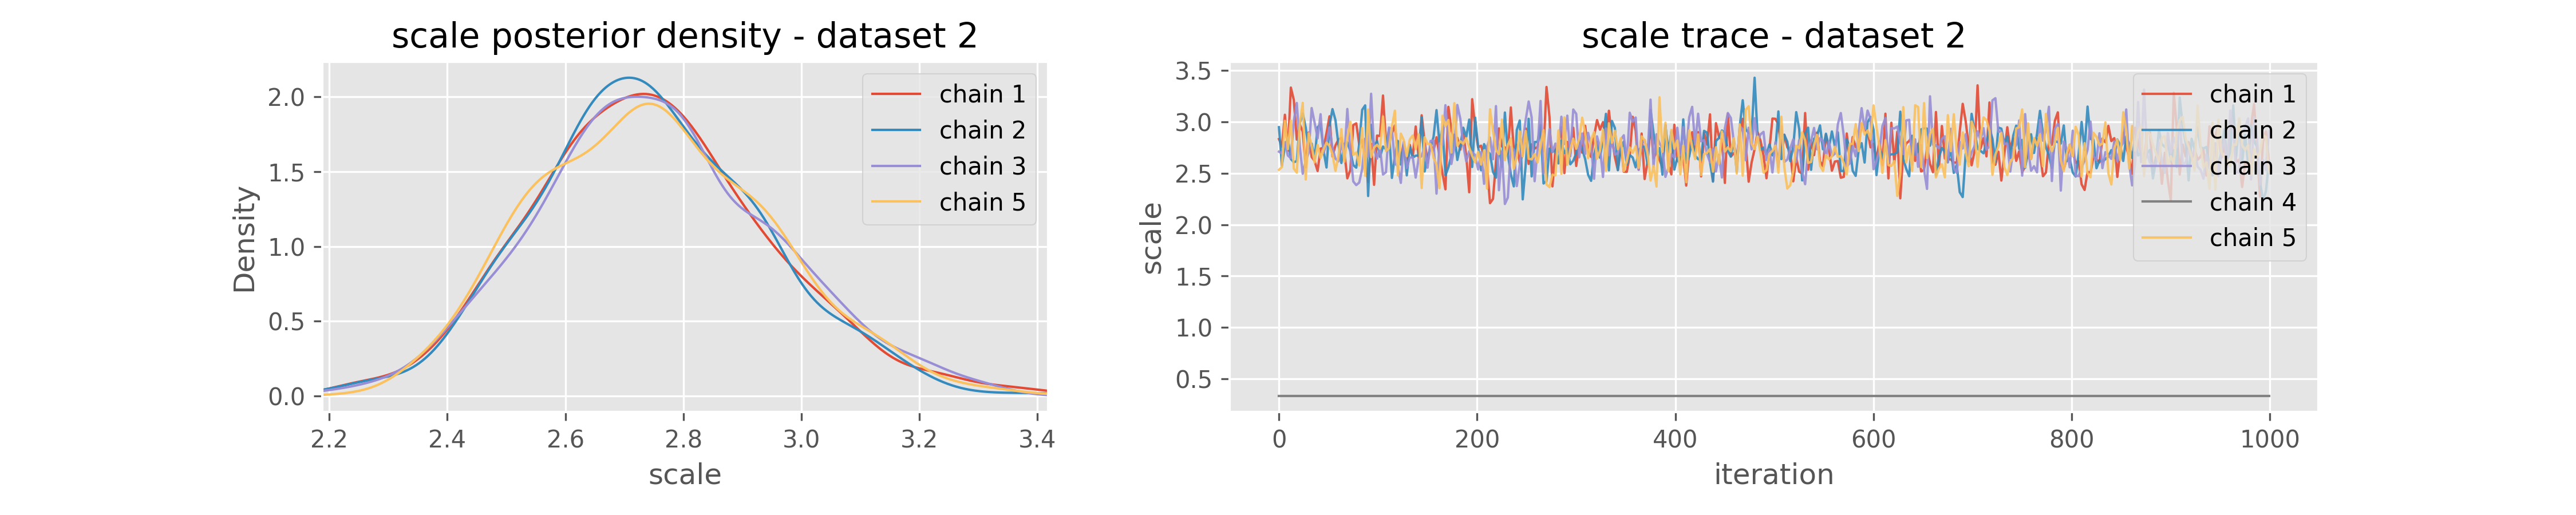 scale posterior density - dataset 2
Density
2.0
1.5
1.0
0.5
0.0
2.2 2.4 2.6 2.8 3.0 3.2 3.4
scale
chain 1
chain 2
chain 3
chain 5
scale trace - dataset 2
scale
3.5
3.0
2.5
2.0
1.5
1.0
0.5
0 200 400 600 800 1000
iteration
chain 1
chain 2
chain 3
chain 4
chain 5